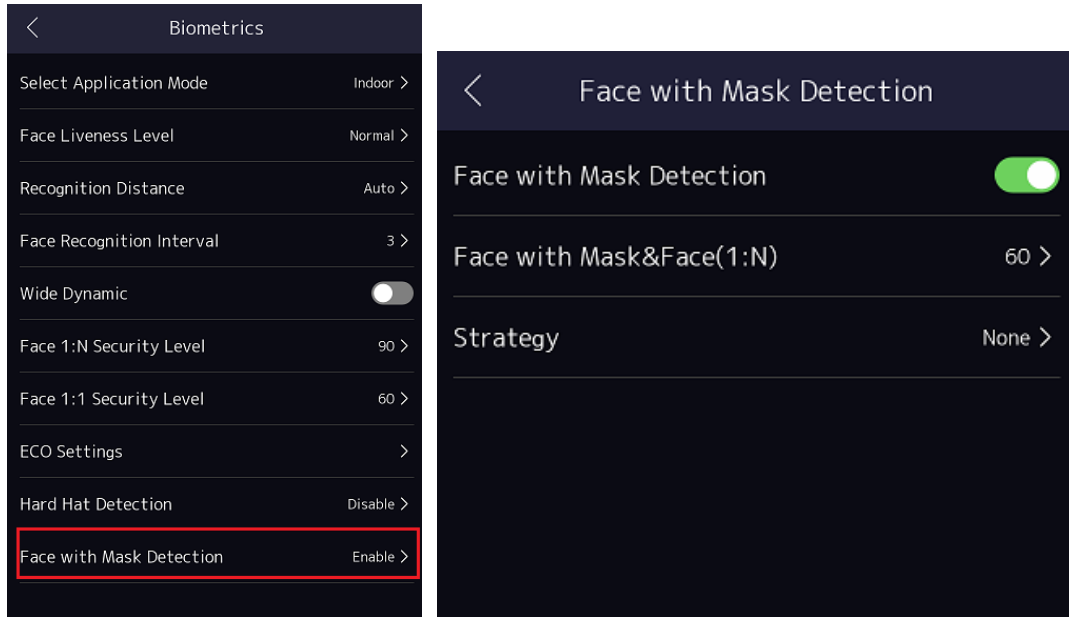 Biometrics
Select Application Mode Indoor
Face Liveness Level Normal
Recognition Distance Auto
Face Recognition Interval 3
Wide Dynamic
Face 1:N Security Level 90
Face 1:1 Security Level 60
ECO Settings
Hard Hat Detection Disable
Face with Mask Detection Enable
Face with Mask Detection
Face with Mask Detection
Face with Mask&Face(1:N) 60
Strategy None